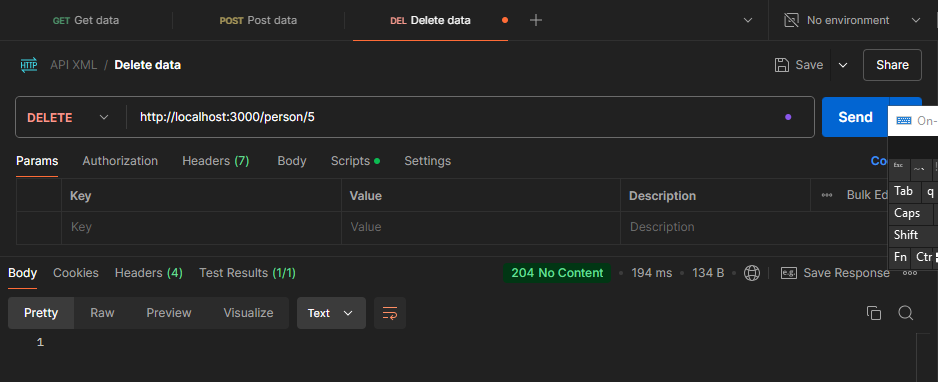 GET Get data POST Post data DEL Delete data No environment
HTTP API XML / Delete data Save Share
DELETE http://localhost:3000/person/5 Send On-
Params Authorization Headers (7) Body Scripts Settings Co
Esc ~ `
Key Value Description Bulk Ed Tab q
Caps
Key Value Description Shift
Fn Ctr
Body Cookies Headers (4) Test Results (1/1) 204 No Content 194 ms 134 B e.g. Save Response
Pretty Raw Preview Visualize Text
1